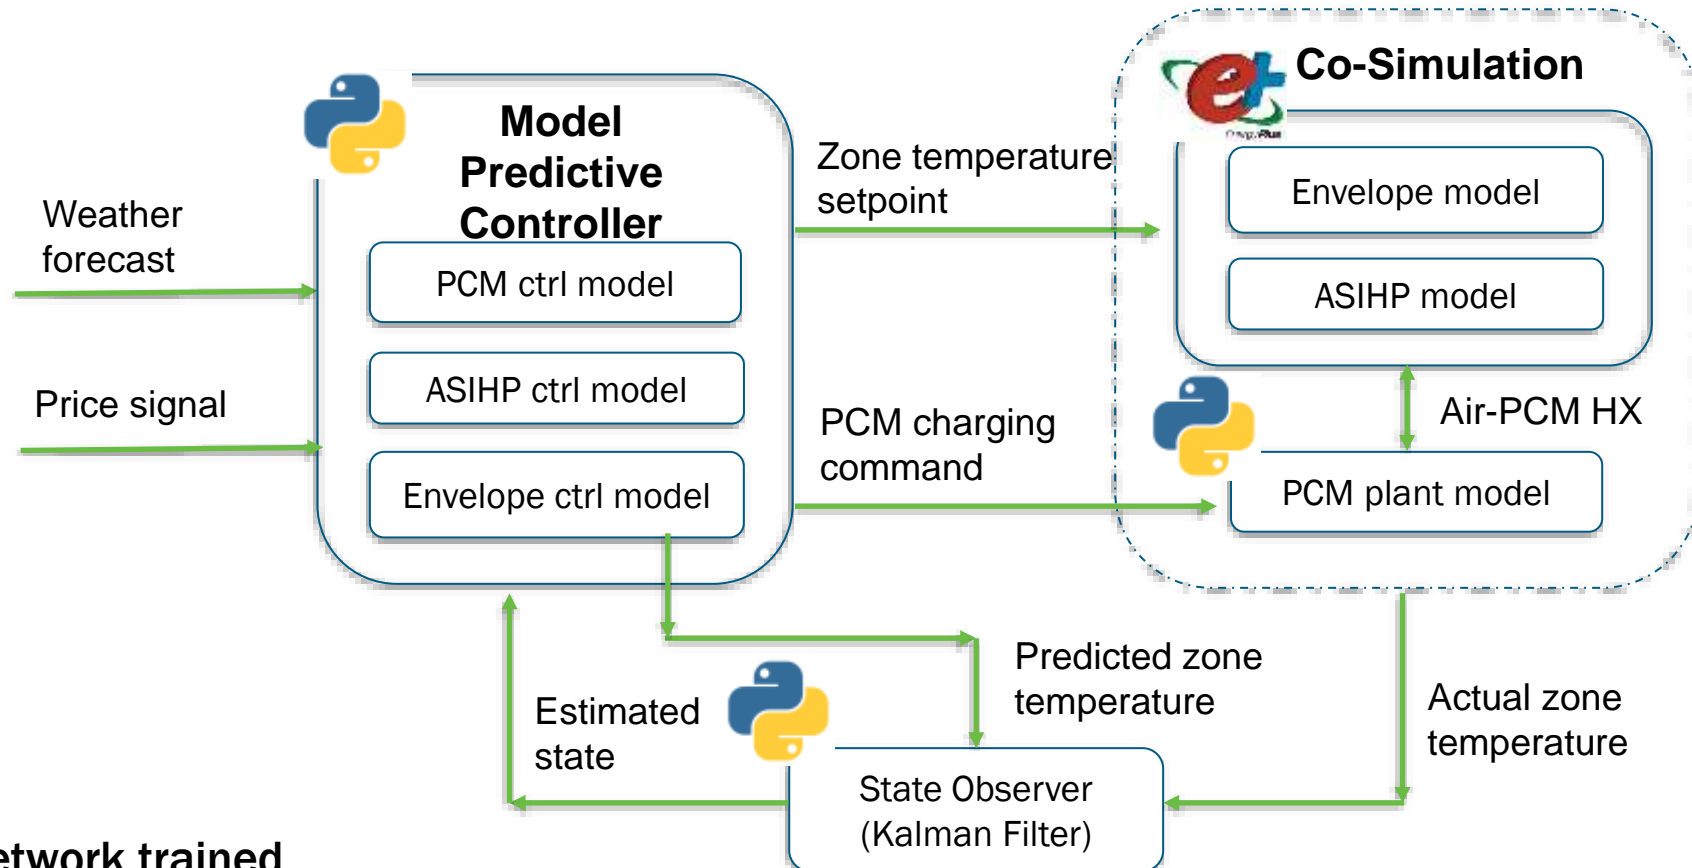 Co-Simulation
e+
EnergyPlus
Model
Predictive
Controller
PCM ctrl model
ASIHP ctrl model
Envelope ctrl model
Weather
forecast
Price signal
Zone temperature
setpoint
PCM charging
command
Envelope model
ASIHP model
Air-PCM HX
PCM plant model
Predicted zone
temperature
Actual zone
temperature
Estimated
state
State Observer
(Kalman Filter)
etwork trained